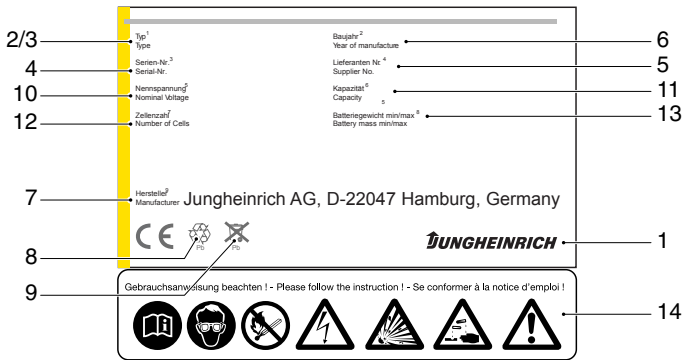 2/3
Typ1
Type
Baujahr2
Year of manufacture
6
4
Serien-Nr.3
Serial-Nr.
Lieferanten Nr. 4
Supplier No.
5
10
Nennspannung5
Nominal Voltage
Kapazität6
Capacity
5
11
12
Zellenzahl7
Number of Cells
Batteriegewicht min/max 8
Battery mass min/max
13
7
Hersteller9
Manufacturer
Jungheinrich AG, D-22047 Hamburg, Germany
CE
Pb
Pb
JUNGHEINRICH
1
8
9
Gebrauchsanweisung beachten ! - Please follow the instruction ! - Se conformer à la notice d'emploi !
14